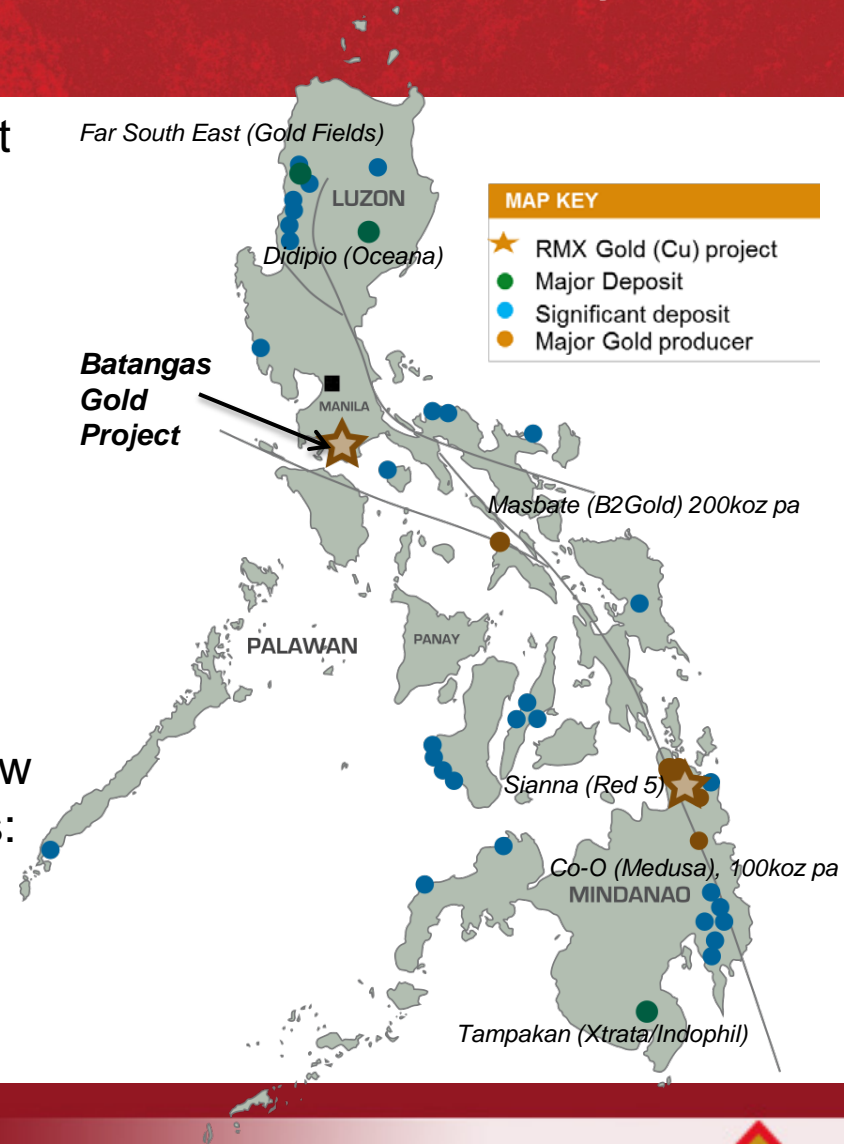 t
Far South East (Gold Fields)
LUZON
MAP KEY
RMX Gold (Cu) project
Major Deposit
Significant deposit
Major Gold producer
Didipio (Oceana)
Batangas
Gold
Project
MANILA
Masbate (B2Gold) 200koz pa
PALAWAN
PANAY
w
s:
Sianna (Red 5)
Co-O (Medusa), 100koz pa
MINDANAO
Tampakan (Xtrata/Indophil)